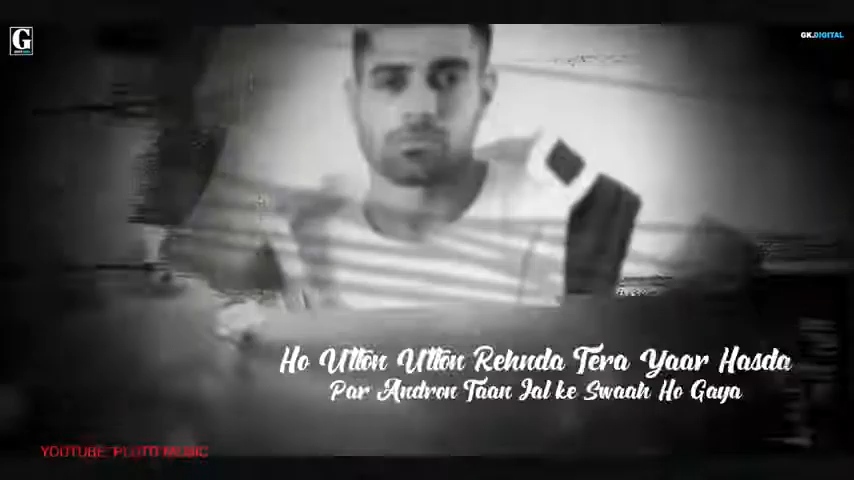 G
GK.DIGITAL
Ho Utton Utton Rehnda Tera Yaar Hasda
Par Andron Taan Jal ke Swaah Ho Gaya
YOUTUBE: PLUTO MUSIC